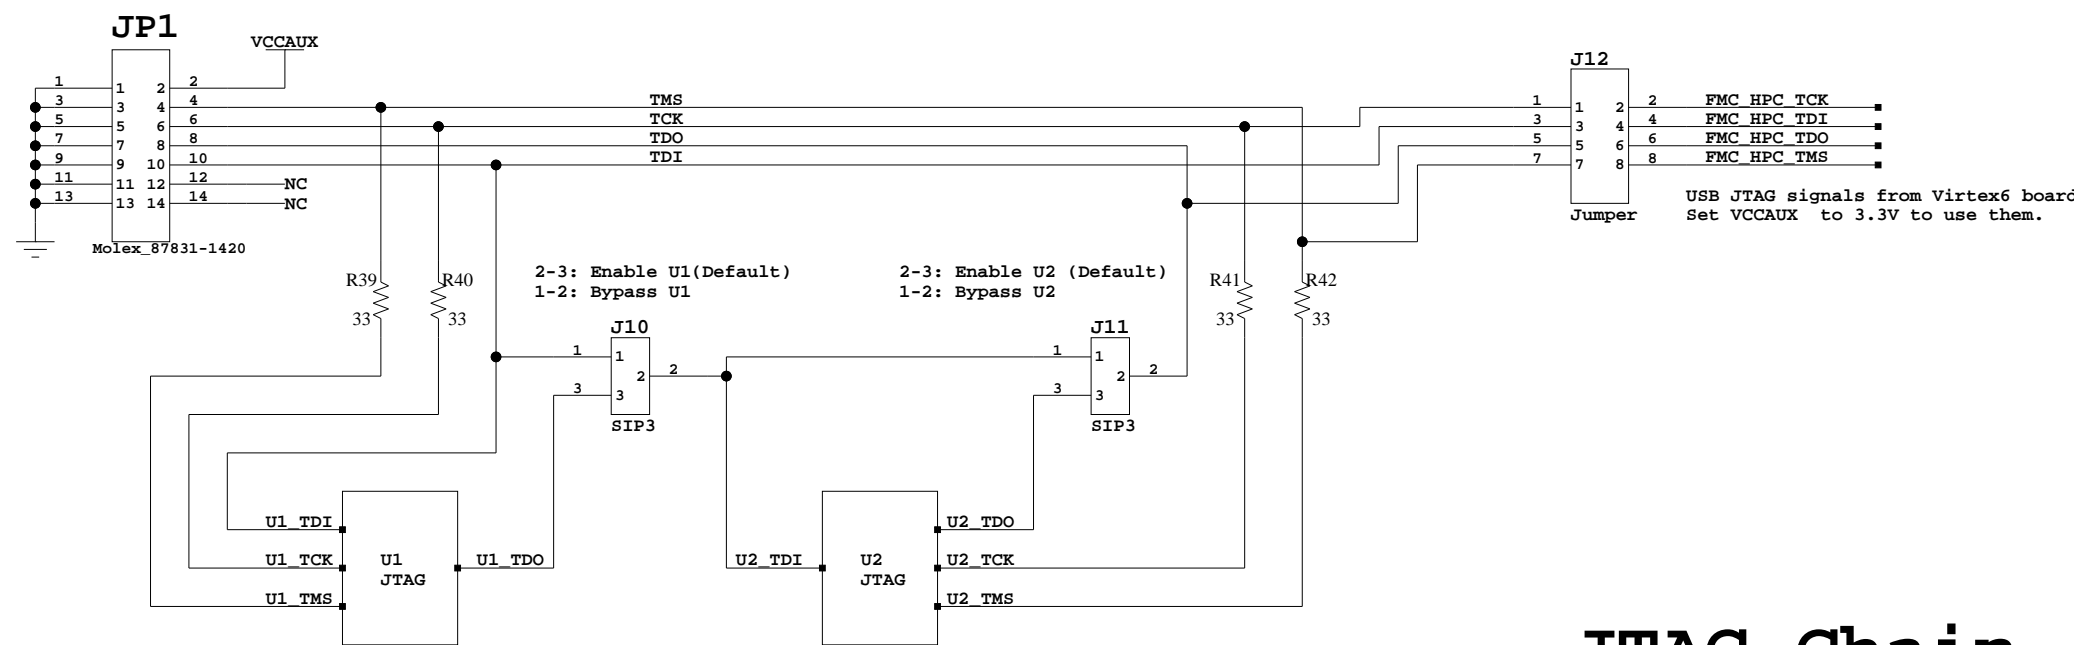 JP1
VCCAUX
J12
1 1 2 2
3 3 4 4 TMS 1 1 2 2 FMC_HPC_TCK
5 5 6 6 TCK 3 3 4 4 FMC_HPC_TDI
7 7 8 8 TDO 5 5 6 6 FMC_HPC_TDO
9 9 10 10 TDI 7 7 8 8 FMC_HPC_TMS
11 11 12 12 NC
13 13 14 14 NC
Molex_87831-1420
Jumper
USB JTAG signals from Virtex6 board
Set VCCAUX to 3.3V to use them.
R39
33
R40
33
2-3: Enable U1(Default)
1-2: Bypass U1
2-3: Enable U2 (Default)
1-2: Bypass U2
R41
33
R42
33
J10
1 1
2 2
3 3
SIP3
J11
1 1
2 2
3 3
SIP3
U1_TDI
U1_TCK
U1_TMS
U1
JTAG
U1_TDO
U2_TDI
U2
JTAG
U2_TDO
U2_TCK
U2_TMS
JTAG Chain